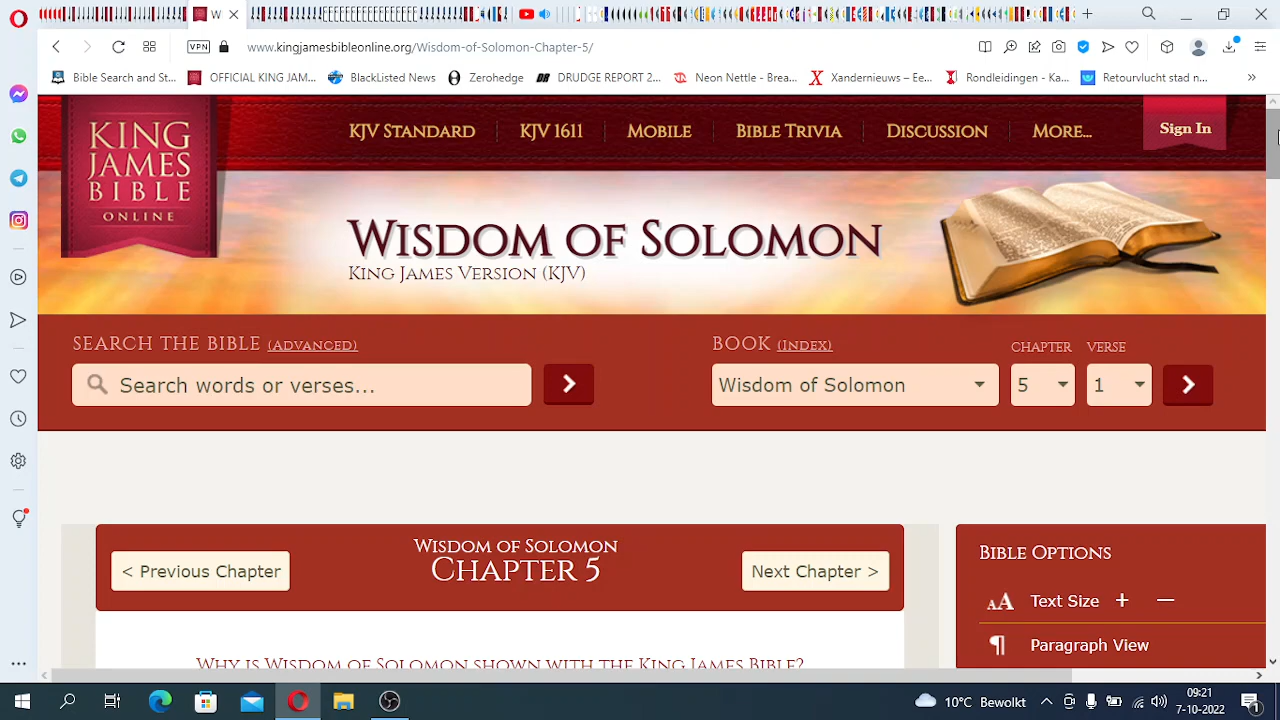 W
VPN
www.kingjamesbibleonline.org/Wisdom-of-Solomon-Chapter-5/
Bible Search and St...
OFFICIAL KING JAM...
BlackListed News
Zerohedge
DRUDGE REPORT 2...
Neon Nettle - Brea...
Xandernieuws – Ee...
Rondleidingen - Ka...
Retourvlucht stad n...
KING
JAMES
BIBLE
ONLINE
KJV Standard
KJV 1611
Mobile
Bible Trivia
Discussion
More...
Sign In
Wisdom of Solomon
King James Version (KJV)
SEARCH THE BIBLE (ADVANCED)
Search words or verses...
BOOK (INDEX)
CHAPTER
VERSE
Wisdom of Solomon
5
1
< Previous Chapter
Wisdom of Solomon
Chapter 5
Next Chapter >
Bible Options
AA Text Size + —
¶ Paragraph View
Why is Wisdom of Solomon shown with the King James Bible?
10°C Bewolkt
09:21
7-10-2022
1